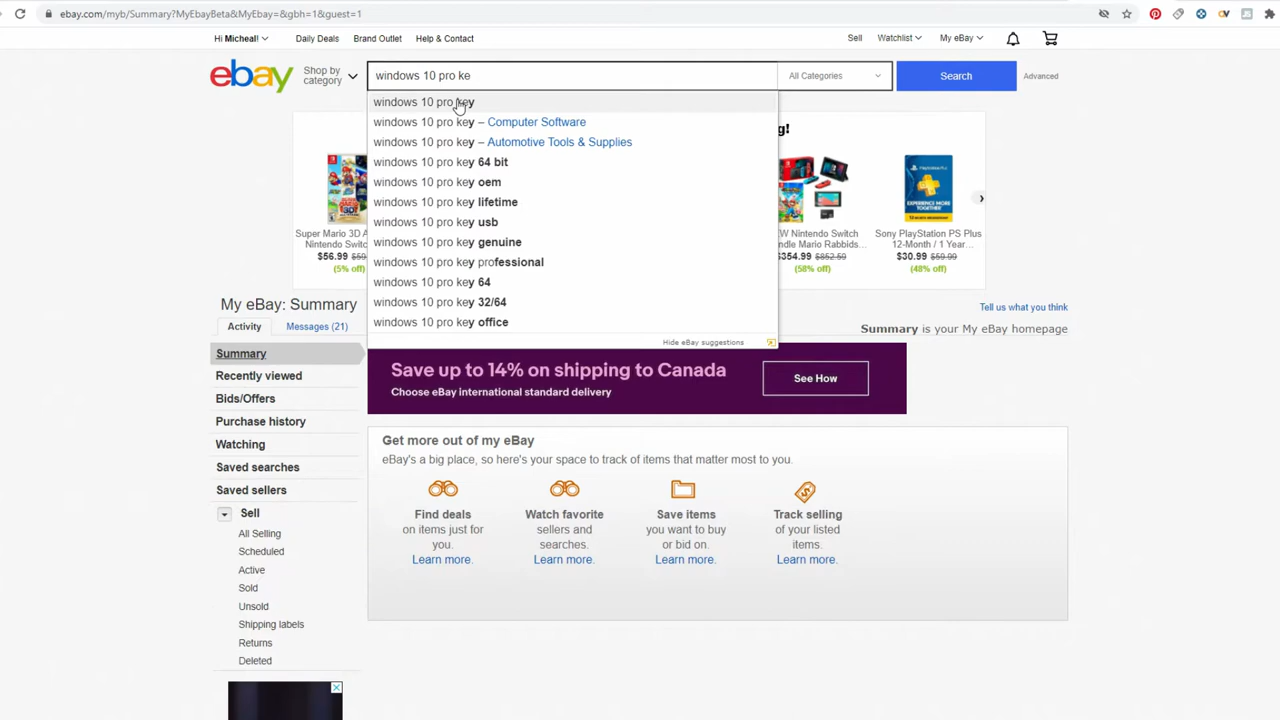 ebay.com/myb/Summary?MyEbayBeta&MyEbay=&gbh=1&guest=1
Hi Micheal! Daily Deals Brand Outlet Help & Contact Sell Watchlist My eBay
ebay Shop by category windows 10 pro ke All Categories Search Advanced
windows 10 pro key
windows 10 pro key – Computer Software
windows 10 pro key – Automotive Tools & Supplies
windows 10 pro key 64 bit
windows 10 pro key oem
windows 10 pro key lifetime
windows 10 pro key usb
windows 10 pro key genuine
windows 10 pro key professional
windows 10 pro key 64
windows 10 pro key 32/64
windows 10 pro key office
Hide eBay suggestions
Super Mario 3D A
Nintendo Switc
$56.99 $59.99
(5% off)
g!
W Nintendo Switch
ndle Mario Rabbids...
$354.99 $852.59
(58% off)
Sony PlayStation PS Plus
12-Month / 1 Year...
$30.99 $59.99
(48% off)
My eBay: Summary
Tell us what you think
Activity Messages (21)
Summary is your My eBay homepage
Summary
Recently viewed
Bids/Offers
Purchase history
Watching
Saved searches
Saved sellers
Sell
All Selling
Scheduled
Active
Sold
Unsold
Shipping labels
Returns
Deleted
Save up to 14% on shipping to Canada
Choose eBay international standard delivery
See How
Get more out of my eBay
eBay's a big place, so here's your space to track of items that matter most to you.
Find deals
on items just for
you.
Learn more.
Watch favorite
sellers and
searches.
Learn more.
Save items
you want to buy
or bid on.
Learn more.
Track selling
of your listed
items.
Learn more.